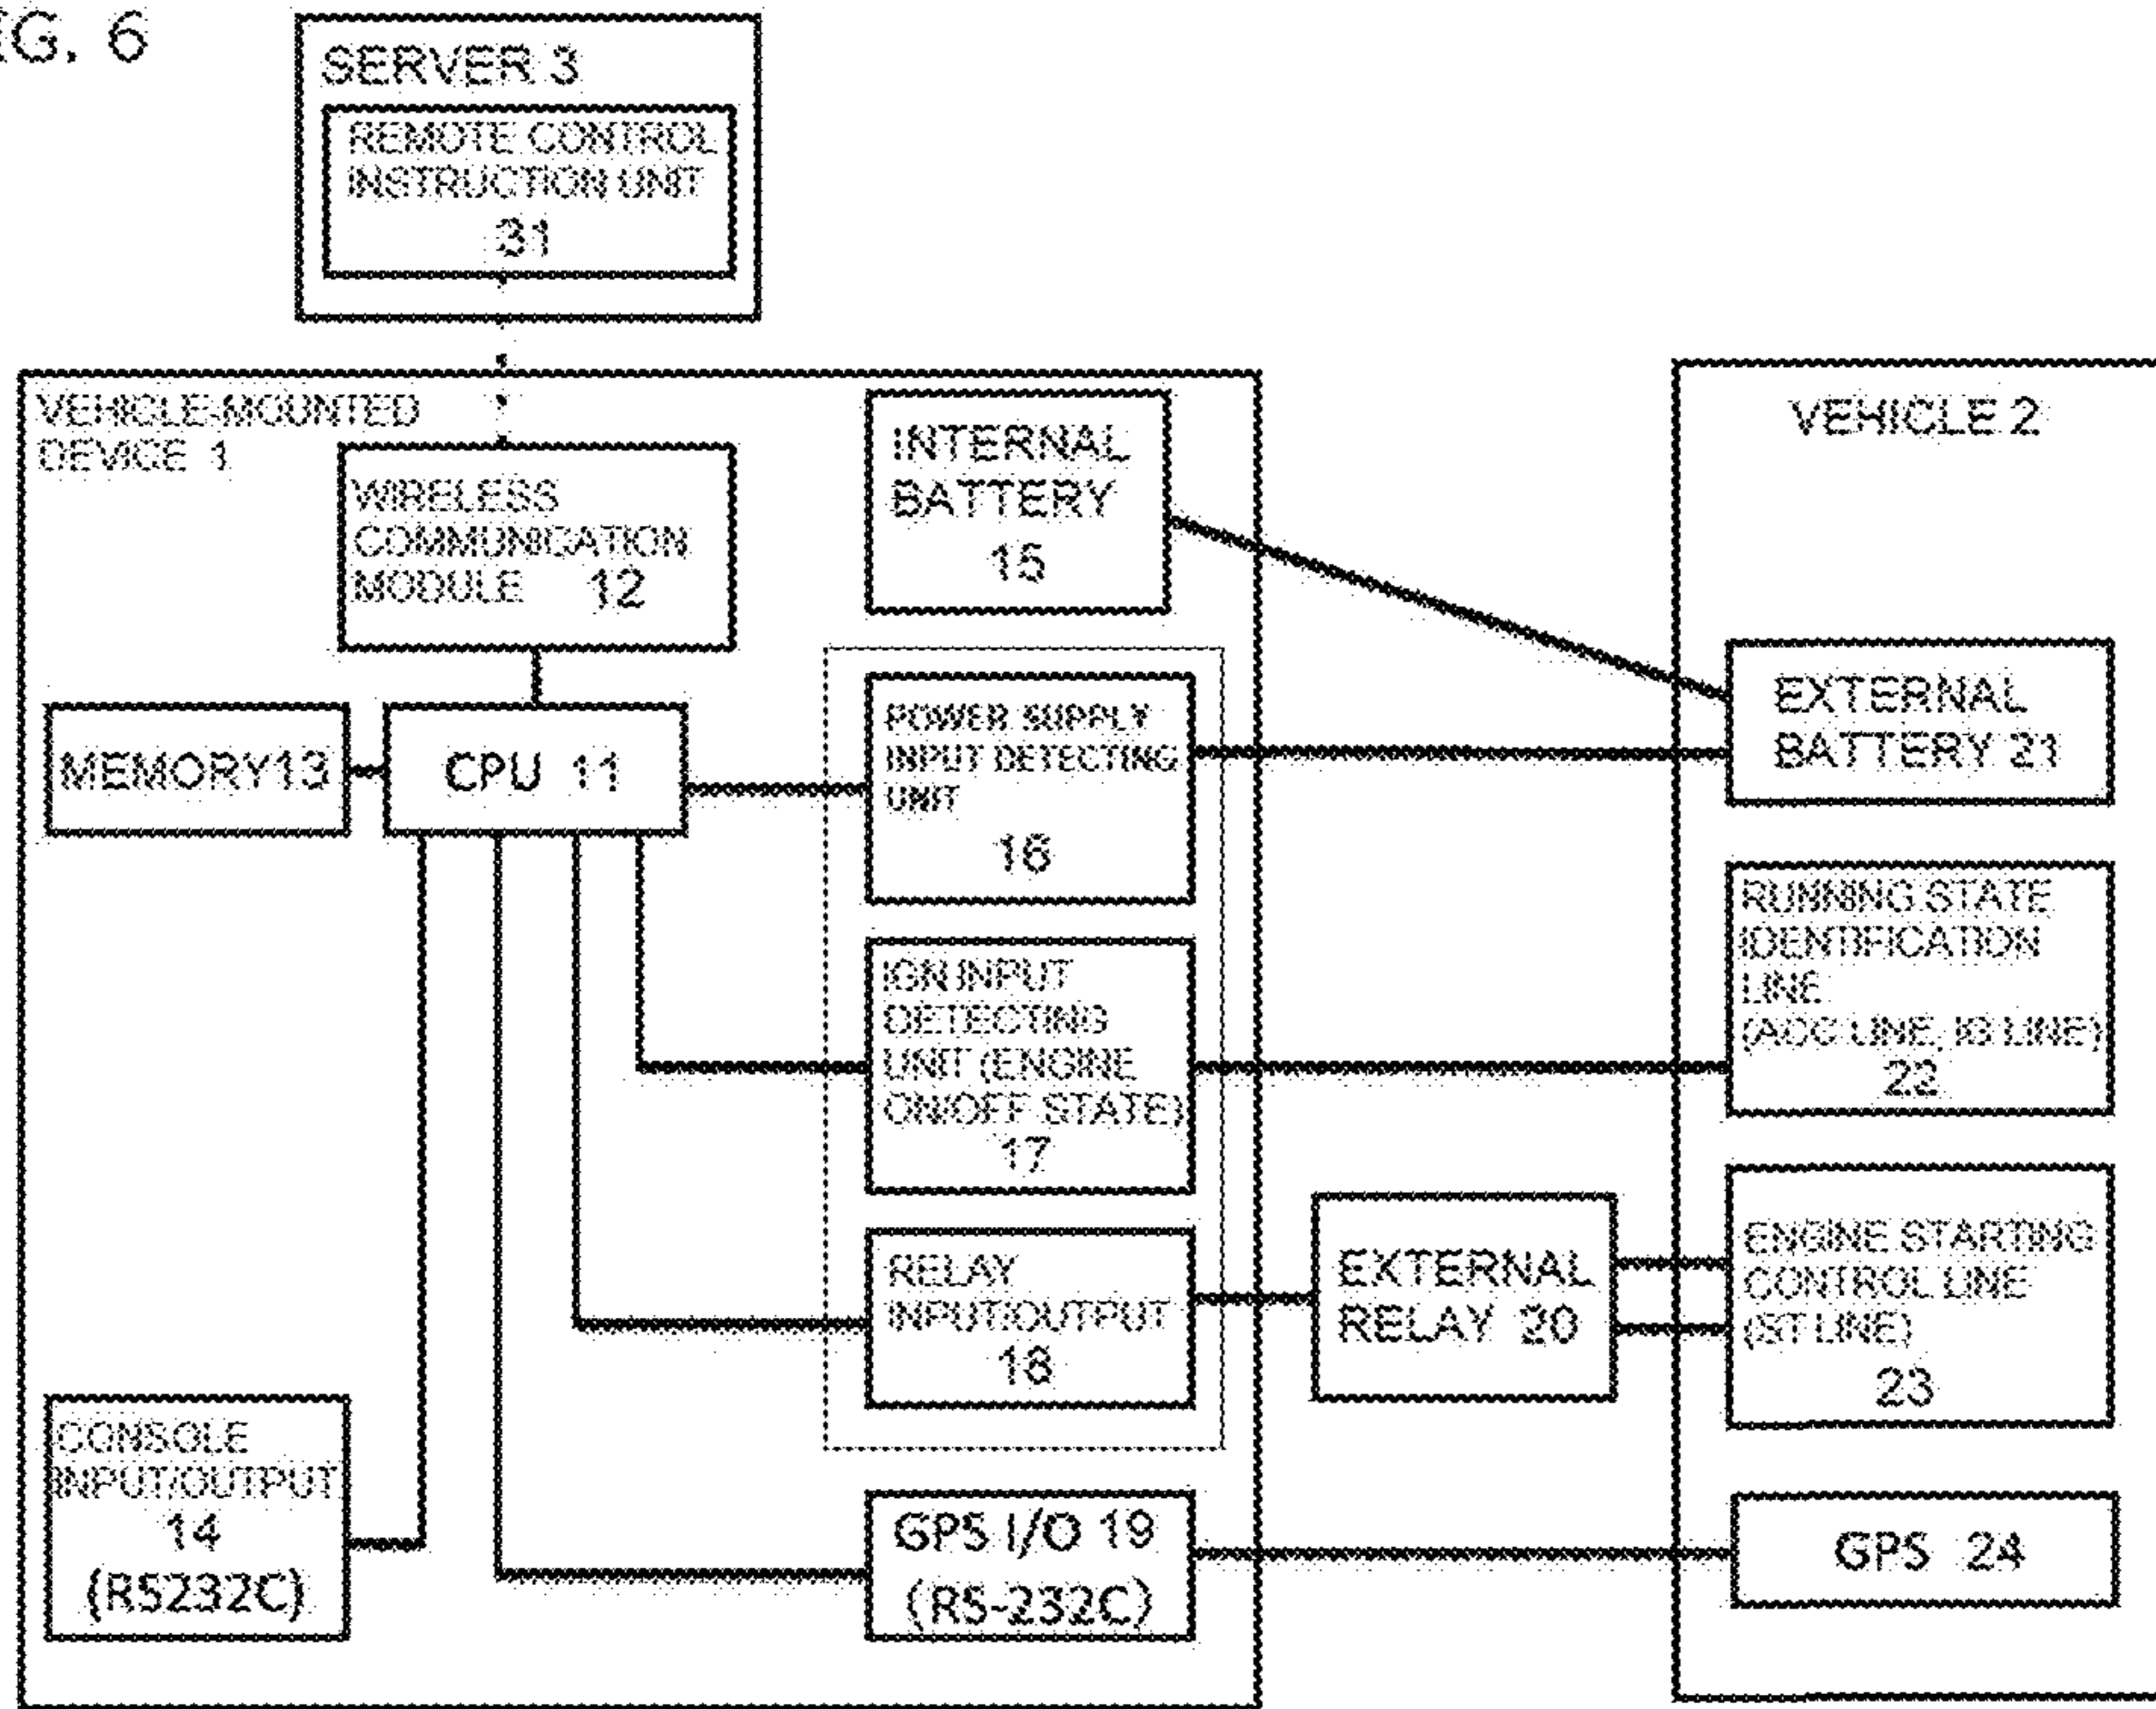 EG. 6
SERVER 3
REMOTE CONTROL
INSTRUCTION UNIT
31
VEHICLE-MOUNTED
DEVICE 1
WIRELESS
COMMUNICATION
MODULE 12
INTERNAL
BATTERY
15
VEHICLE 2
MEMORY13
CPU 11
POWER SUPPLY
INPUT DETECTING
UNIT
16
EXTERNAL
BATTERY 21
IGN INPUT
DETECTING
UNIT (ENGINE
ON/OFF STATE)
17
RUNNING STATE
IDENTIFICATION
LINE
(ACC LINE, IG LINE)
22
RELAY
INPUT/OUTPUT
18
EXTERNAL
RELAY 20
ENGINE STARTING
CONTROL LINE
(ST LINE)
23
CONSOLE
INPUT/OUTPUT
14
(RS232C)
GPS I/O 19
(RS-232C)
GPS 24